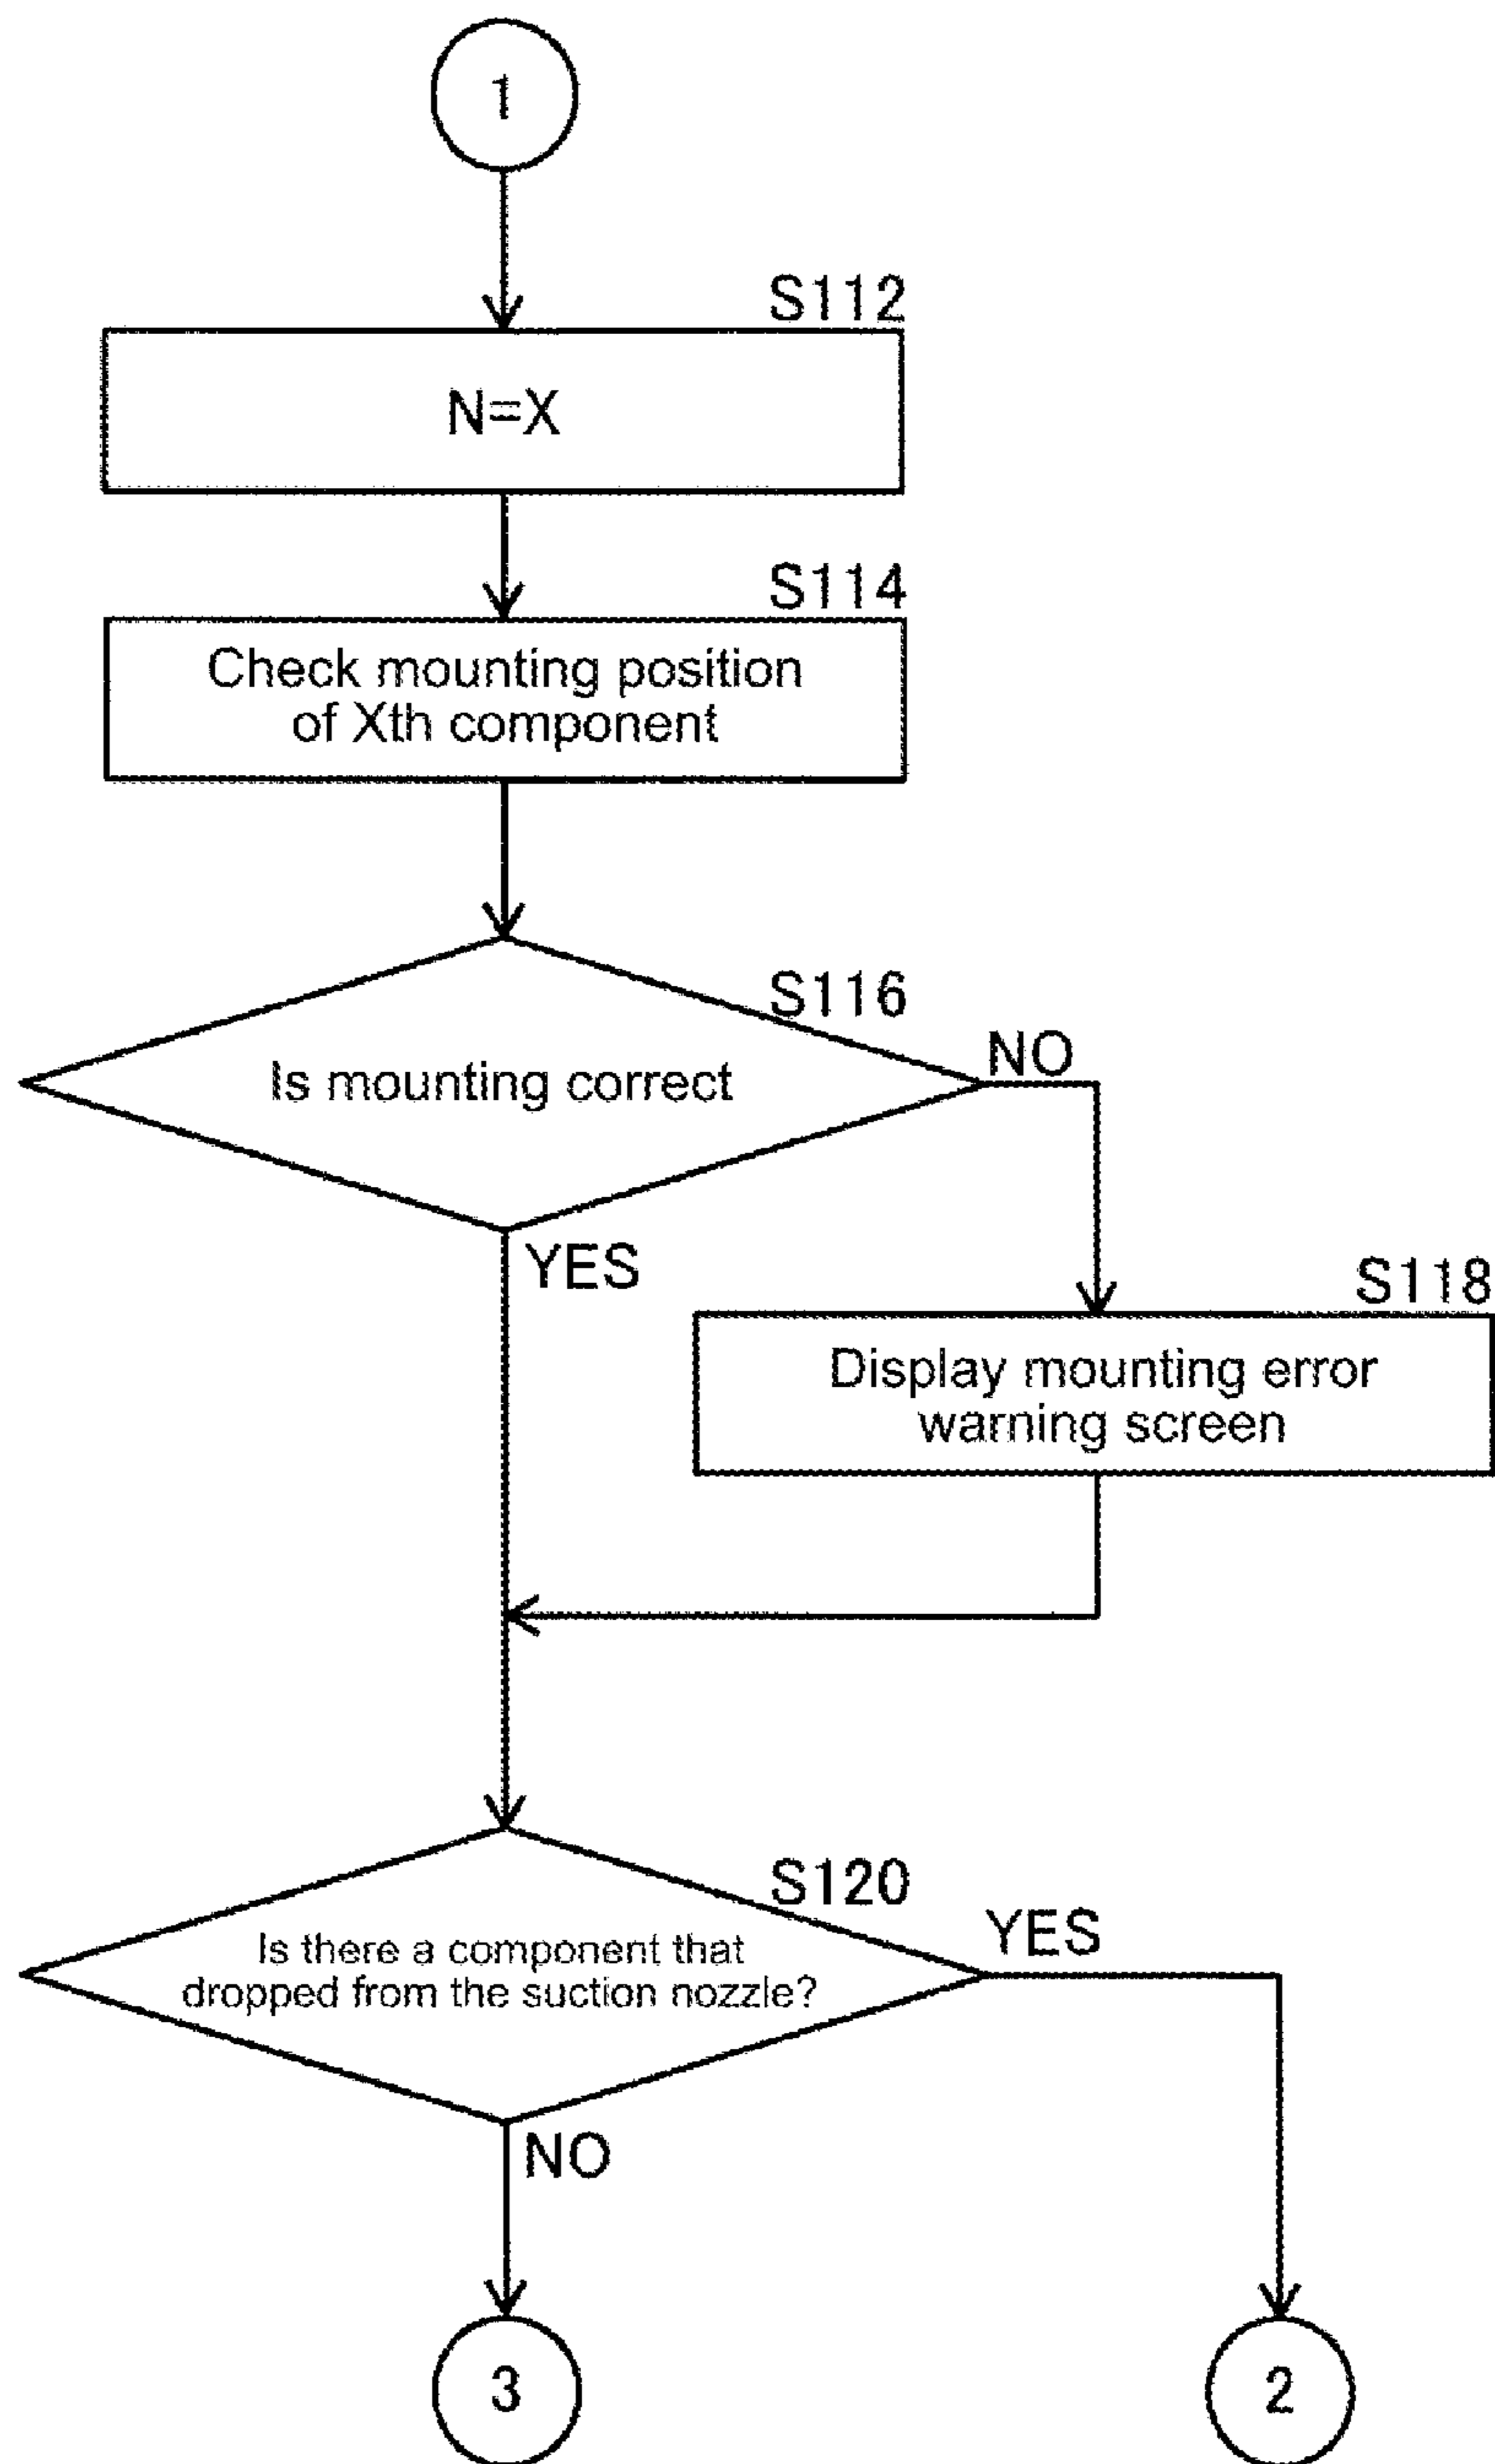 1
S112
N=X
S114
Check mounting position
of Xth component
S116
Is mounting correct
NO
YES
S118
Display mounting error
warning screen
S120
Is there a component that
dropped from the suction nozzle?
YES
NO
3
2